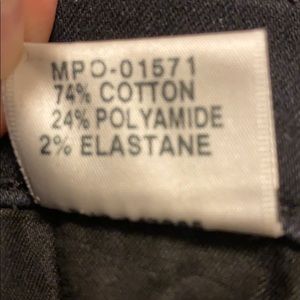 MPO-01571
74% COTTON
24% POLYAMIDE
2% ELASTANE